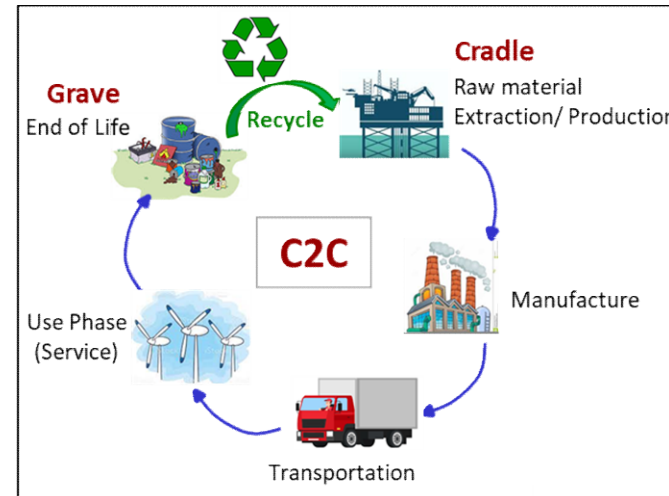 Cradle
Raw material
Extraction/ Production
Grave
End of Life
Recycle
C2C
Manufacture
Use Phase
(Service)
Transportation